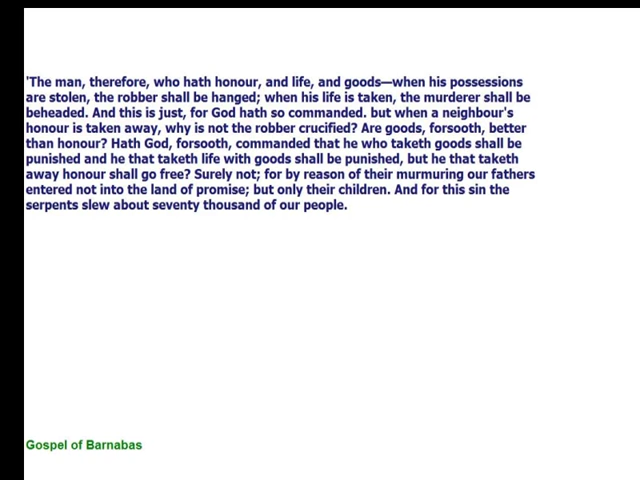 'The man, therefore, who hath honour, and life, and goods—when his possessions
are stolen, the robber shall be hanged; when his life is taken, the murderer shall be
beheaded. And this is just, for God hath so commanded. but when a neighbour's
honour is taken away, why is not the robber crucified? Are goods, forsooth, better
than honour? Hath God, forsooth, commanded that he who taketh goods shall be
punished and he that taketh life with goods shall be punished, but he that taketh
away honour shall go free? Surely not; for by reason of their murmuring our fathers
entered not into the land of promise; but only their children. And for this sin the
serpents slew about seventy thousand of our people.
Gospel of Barnabas